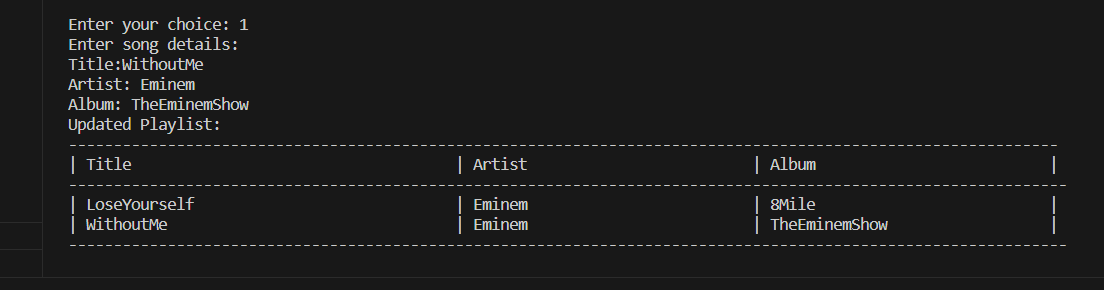 Enter your choice: 1
Enter song details:
Title:WithoutMe
Artist: Eminem
Album: TheEminemShow
Updated Playlist:
--------------------------------------------------------------------------------------------------------------
| Title                                    | Artist                         | Album                          |
---------------------------------------------------------------------------------------------------------------
| LoseYourself                             | Eminem                         | 8Mile                          |
| WithoutMe                                | Eminem                         | TheEminemShow                  |
---------------------------------------------------------------------------------------------------------------